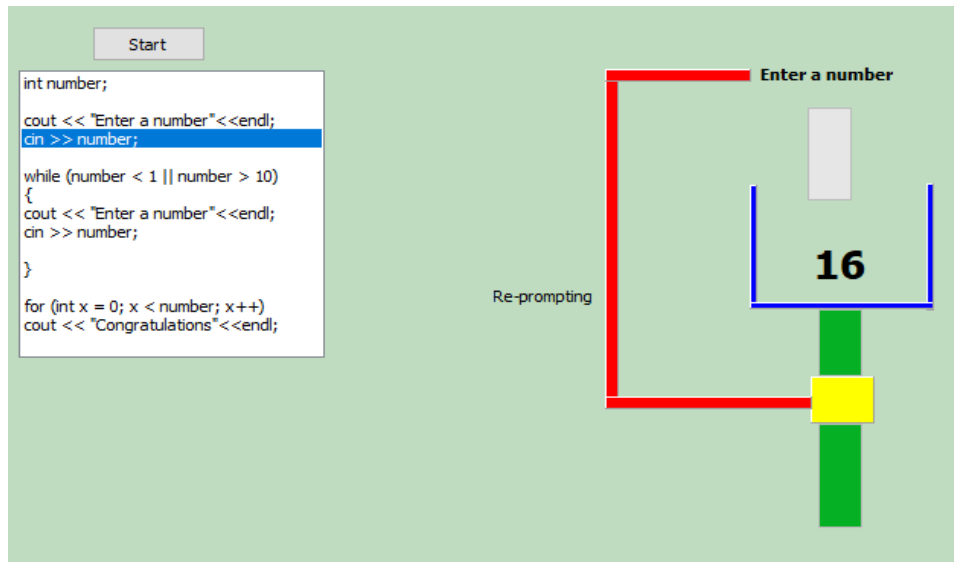 Start
int number;
cout << "Enter a number"<<endl;
cin >> number;
while (number < 1 || number > 10)
{
cout << "Enter a number"<<endl;
cin >> number;
}
for (int x = 0; x < number; x++)
cout << "Congratulations"<<endl;
Enter a number
16
Re-prompting